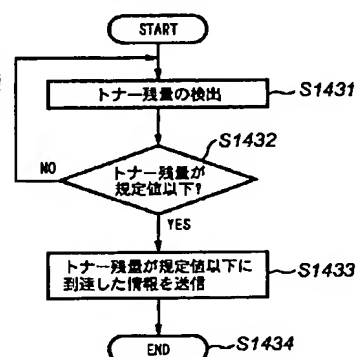 START
トナー残量の検出
S1431
S1432
トナー残量が
規定値以下?
NO
YES
トナー残量が規定値以下に
到達した情報を送信
S1433
END
S1434